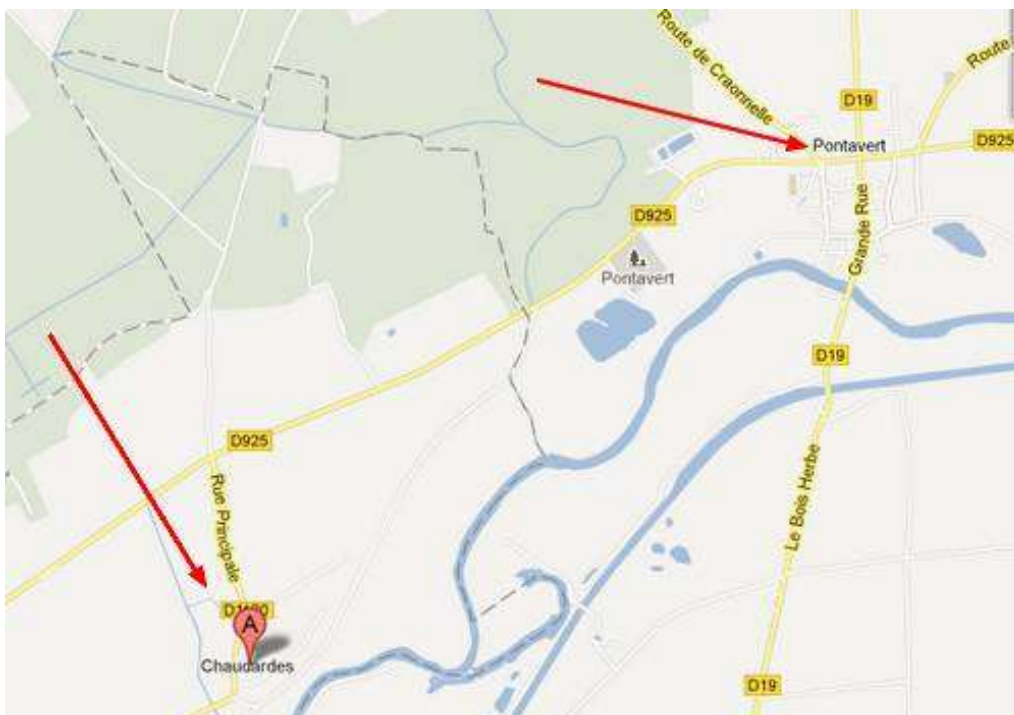 Route de Craonnelle
D19
Route
Pontavert
D925
D925
Grande Rue
Pontavert
D19
D925
Rue Principale
Le Bois Herbe
A
Chaudardes
D19